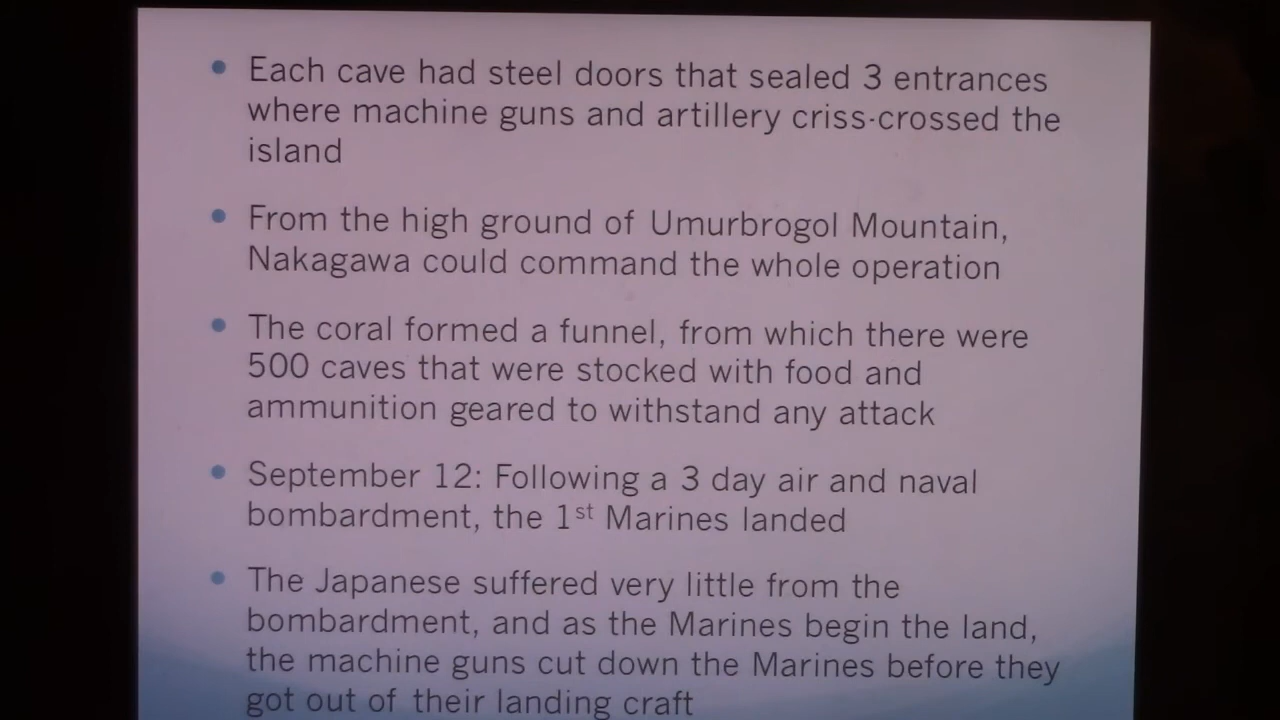 • Each cave had steel doors that sealed 3 entrances
where machine guns and artillery criss-crossed the
island
• From the high ground of Umurbrogol Mountain,
Nakagawa could command the whole operation
• The coral formed a funnel, from which there were
500 caves that were stocked with food and
ammunition geared to withstand any attack
• September 12: Following a 3 day air and naval
bombardment, the 1st Marines landed
• The Japanese suffered very little from the
bombardment, and as the Marines begin the land,
the machine guns cut down the Marines before they
got out of their landing craft